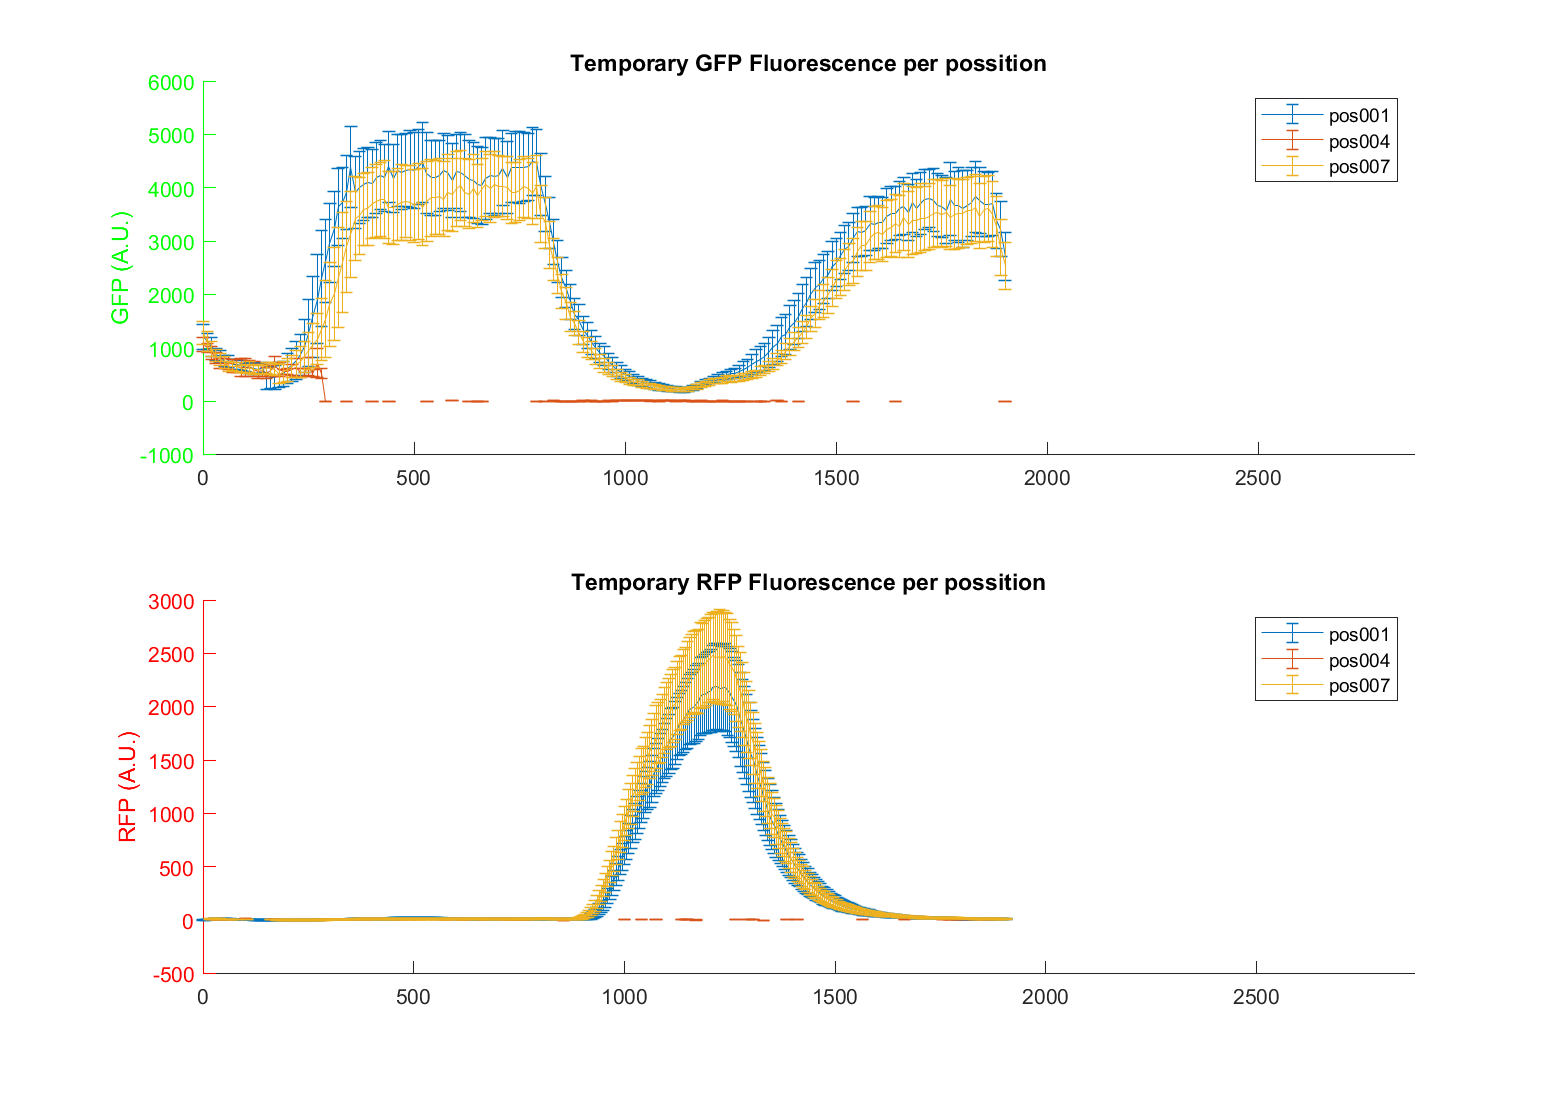 Temporary GFP Fluorescence per possition
GFP (A.U.)
6000
5000
4000
3000
2000
1000
0
-1000
0 500 1000 1500 2000 2500
pos001
pos004
pos007
Temporary RFP Fluorescence per possition
RFP (A.U.)
3000
2500
2000
1500
1000
500
0
-500
0 500 1000 1500 2000 2500
pos001
pos004
pos007